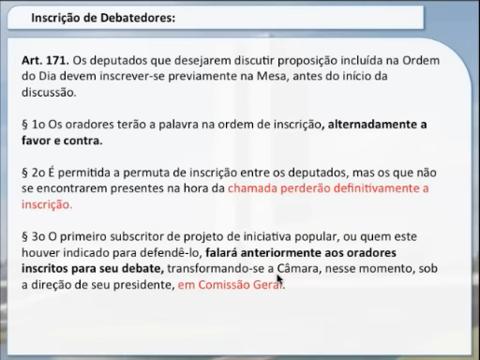 Inscrição de Debatedores:
Art. 171. Os deputados que desejarem discutir proposição incluída na Ordem
do Dia devem inscrever-se previamente na Mesa, antes do início da
discussão.
§ 1o Os oradores terão a palavra na ordem de inscrição, alternadamente a
favor e contra.
§ 2o É permitida a permuta de inscrição entre os deputados, mas os que não
se encontrarem presentes na hora da chamada perderão definitivamente a
inscrição.
§ 3o O primeiro subscritor de projeto de iniciativa popular, ou quem este
houver indicado para defendê-lo, falará anteriormente aos oradores
inscritos para seu debate, transformando-se a Câmara, nesse momento, sob
a direção de seu presidente, em Comissão Geral.